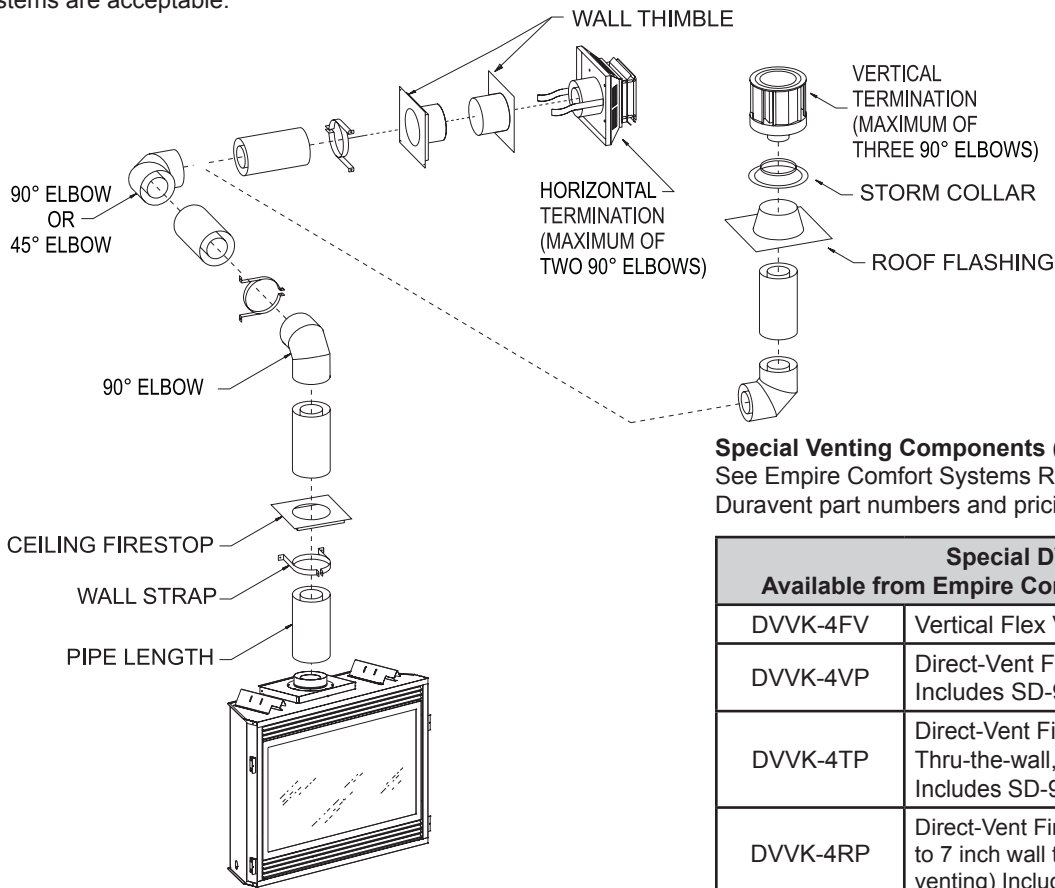 stems are acceptable.
WALL THIMBLE
VERTICAL
TERMINATION
(MAXIMUM OF
THREE 90° ELBOWS)
90° ELBOW
OR
45° ELBOW
HORIZONTAL
TERMINATION
(MAXIMUM OF
TWO 90° ELBOWS)
STORM COLLAR
ROOF FLASHING
90° ELBOW
CEILING FIRESTOP
WALL STRAP
PIPE LENGTH
Special Venting Components (
See Empire Comfort Systems R
Duravent part numbers and prici
Special D
Available from Empire Co
DVVK-4FV
Vertical Flex
DVVK-4VP
Direct-Vent F
Includes SD-9
DVVK-4TP
Direct-Vent Fi
Thru-the-wall,
Includes SD-9
DVVK-4RP
Direct-Vent Fi
to 7 inch wall t
venting) Includ